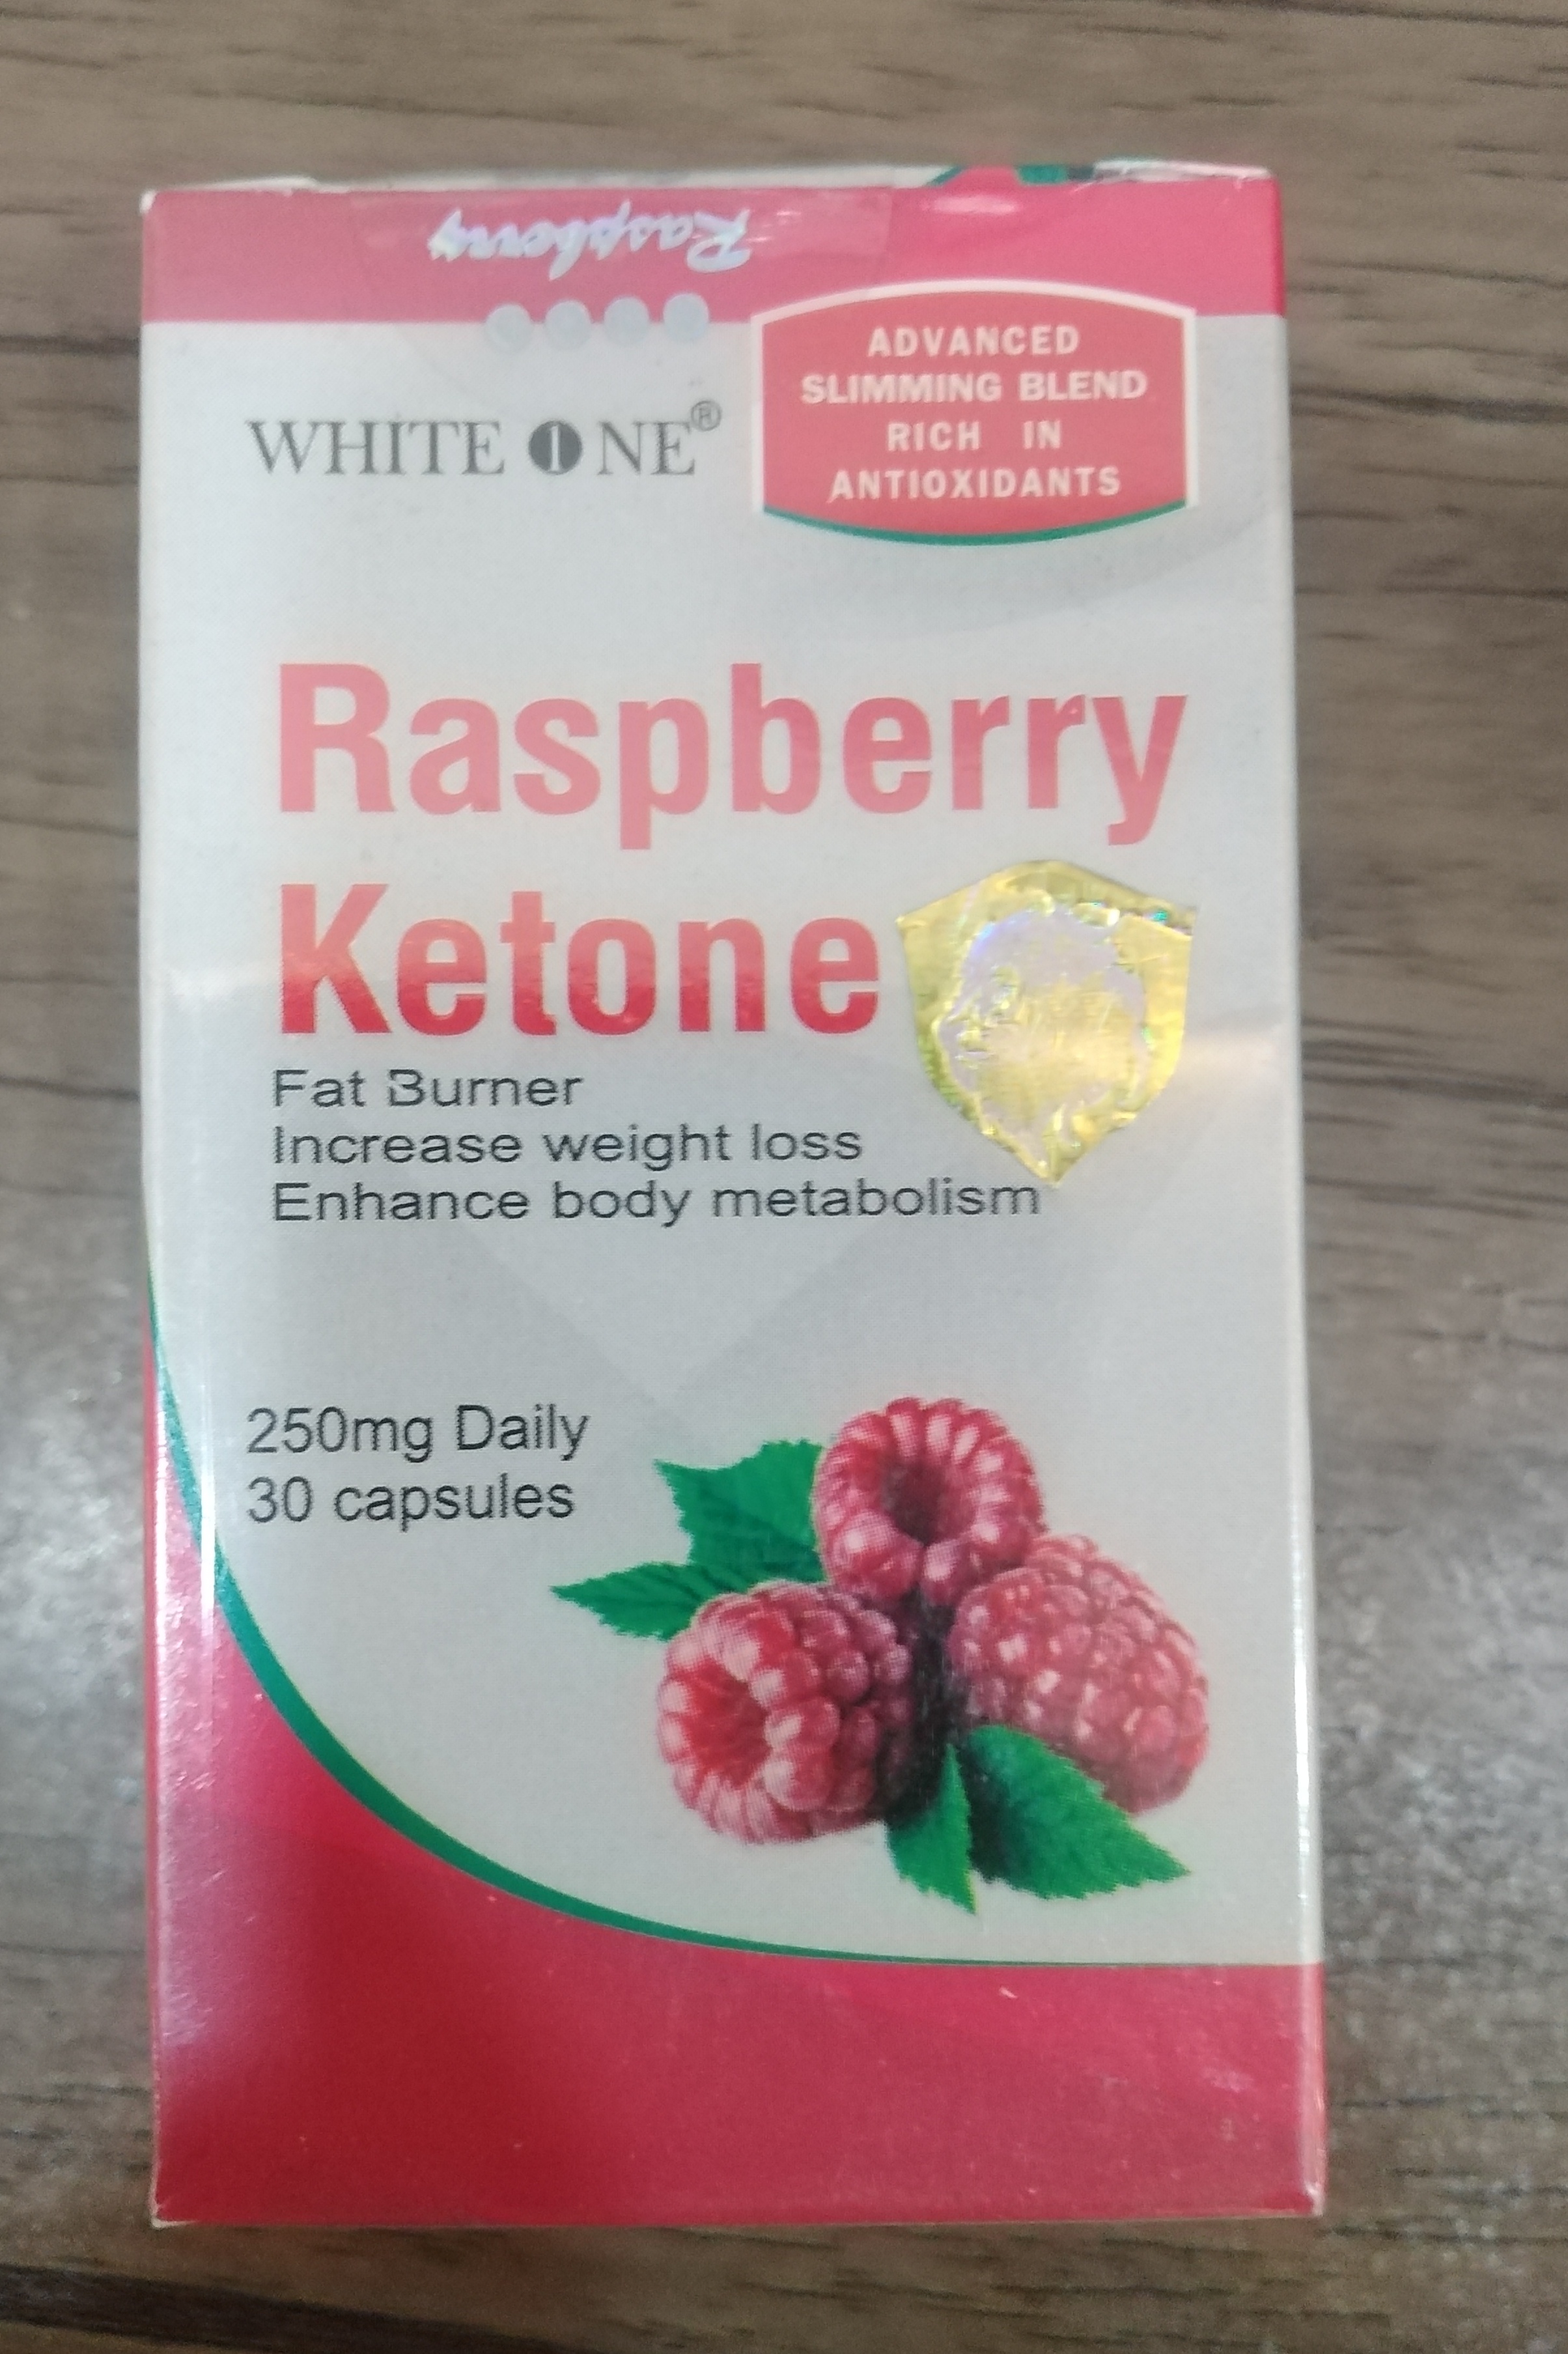 Raspberry
WHITE 1NE®
ADVANCED
SLIMMING BLEND
RICH IN
ANTIOXIDANTS
Raspberry
Ketone
Fat Burner
Increase weight loss
Enhance body metabolism
250mg Daily
30 capsules